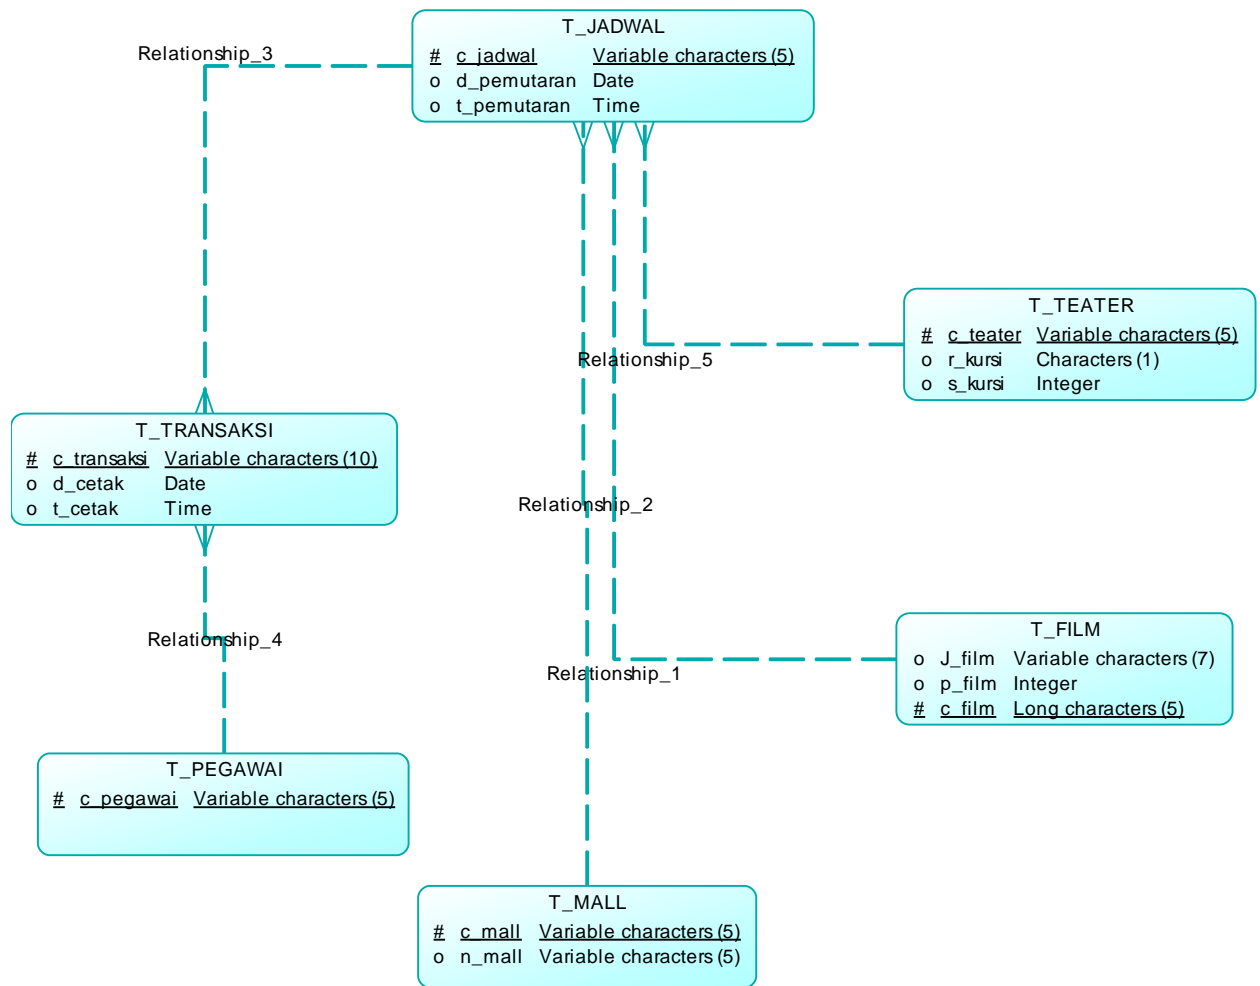 T_JADWAL
# c_jadwal Variable characters (5)
o d_pemutaran Date
o t_pemutaran Time
Relationship_3
T_TEATER
# c_teater Variable characters (5)
o r_kursi Characters (1)
o s_kursi Integer
Relationship_5
T_TRANSAKSI
# c_transaksi Variable characters (10)
o d_cetak Date
o t_cetak Time
Relationship_2
Relationship_4
T_FILM
o J_film Variable characters (7)
o p_film Integer
# c_film Long characters (5)
Relationship_1
T_PEGAWAI
# c_pegawai Variable characters (5)
T_MALL
# c_mall Variable characters (5)
o n_mall Variable characters (5)